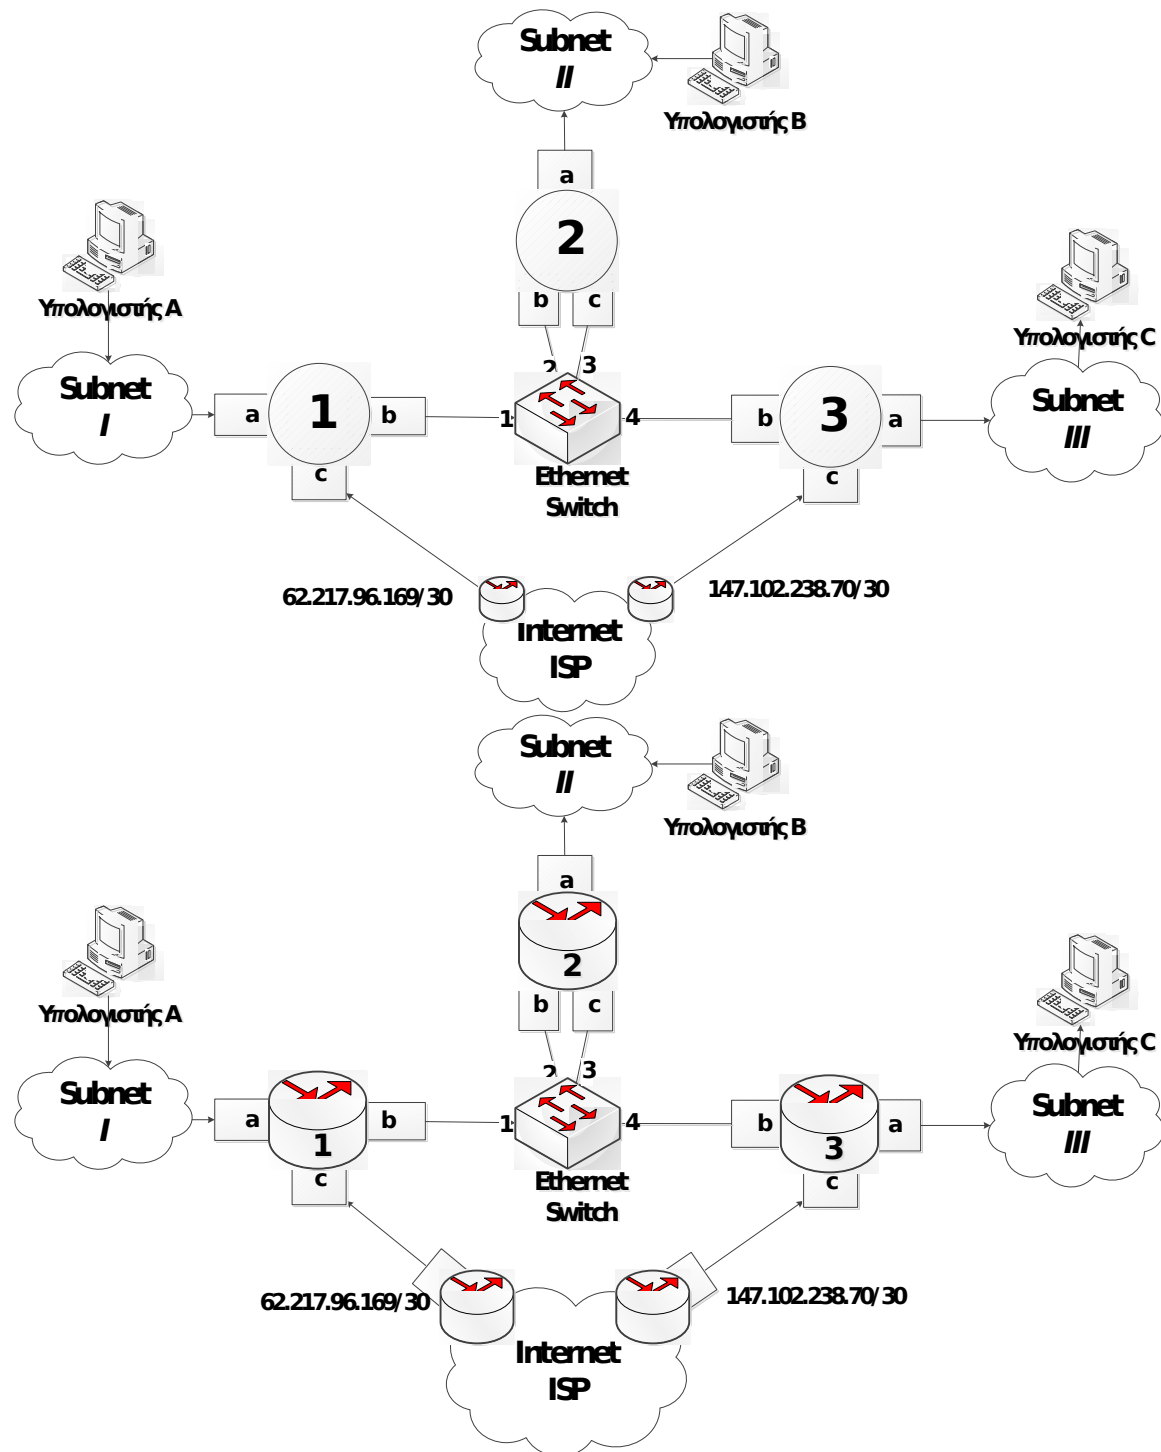 Subnet
II
Υπολογιστής B
a
2
b
c
Υπολογιστής A
Υπολογιστής C
2
3
Subnet
I
a
1
b
1
4
b
3
a
Subnet
III
c
Ethernet
Switch
c
62.217.96.169/30
147.102.238.70/30
Internet
ISP
Subnet
II
Υπολογιστής B
a
2
b
c
Υπολογιστής A
Υπολογιστής C
2
3
Subnet
I
a
1
b
1
4
b
3
a
Subnet
III
c
Ethernet
Switch
c
62.217.96.169/30
147.102.238.70/30
Internet
ISP